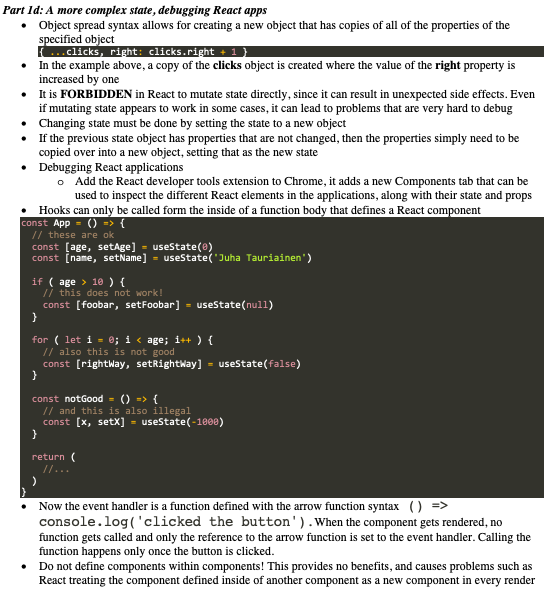 Part 1d: A more complex state, debugging React apps
• Object spread syntax allows for creating a new object that has copies of all of the properties of the
specified object
{ ...clicks, right: clicks.right + 1 }
• In the example above, a copy of the clicks object is created where the value of the right property is
increased by one
• It is FORBIDDEN in React to mutate state directly, since it can result in unexpected side effects. Even
if mutating state appears to work in some cases, it can lead to problems that are very hard to debug
• Changing state must be done by setting the state to a new object
• If the previous state object has properties that are not changed, then the properties simply need to be
copied over into a new object, setting that as the new state
• Debugging React applications
o Add the React developer tools extension to Chrome, it adds a new Components tab that can be
used to inspect the different React elements in the applications, along with their state and props
• Hooks can only be called form the inside of a function body that defines a React component
const App = () => {
// these are ok
const [age, setAge] = useState(0)
const [name, setName] = useState('Juha Tauriainen')
if ( age > 10 ) {
// this does not work!
const [foobar, setFoobar] = useState(null)
}
for ( let i = 0; i < age; i++ ) {
// also this is not good
const [rightWay, setRightWay] = useState(false)
}
const notGood = () => {
// and this is also illegal
const [x, setX] = useState(-1000)
}
return (
//...
)
}
• Now the event handler is a function defined with the arrow function syntax () =>
console.log('clicked the button'). When the component gets rendered, no
function gets called and only the reference to the arrow function is set to the event handler. Calling the
function happens only once the button is clicked.
• Do not define components within components! This provides no benefits, and causes problems such as
React treating the component defined inside of another component as a new component in every render